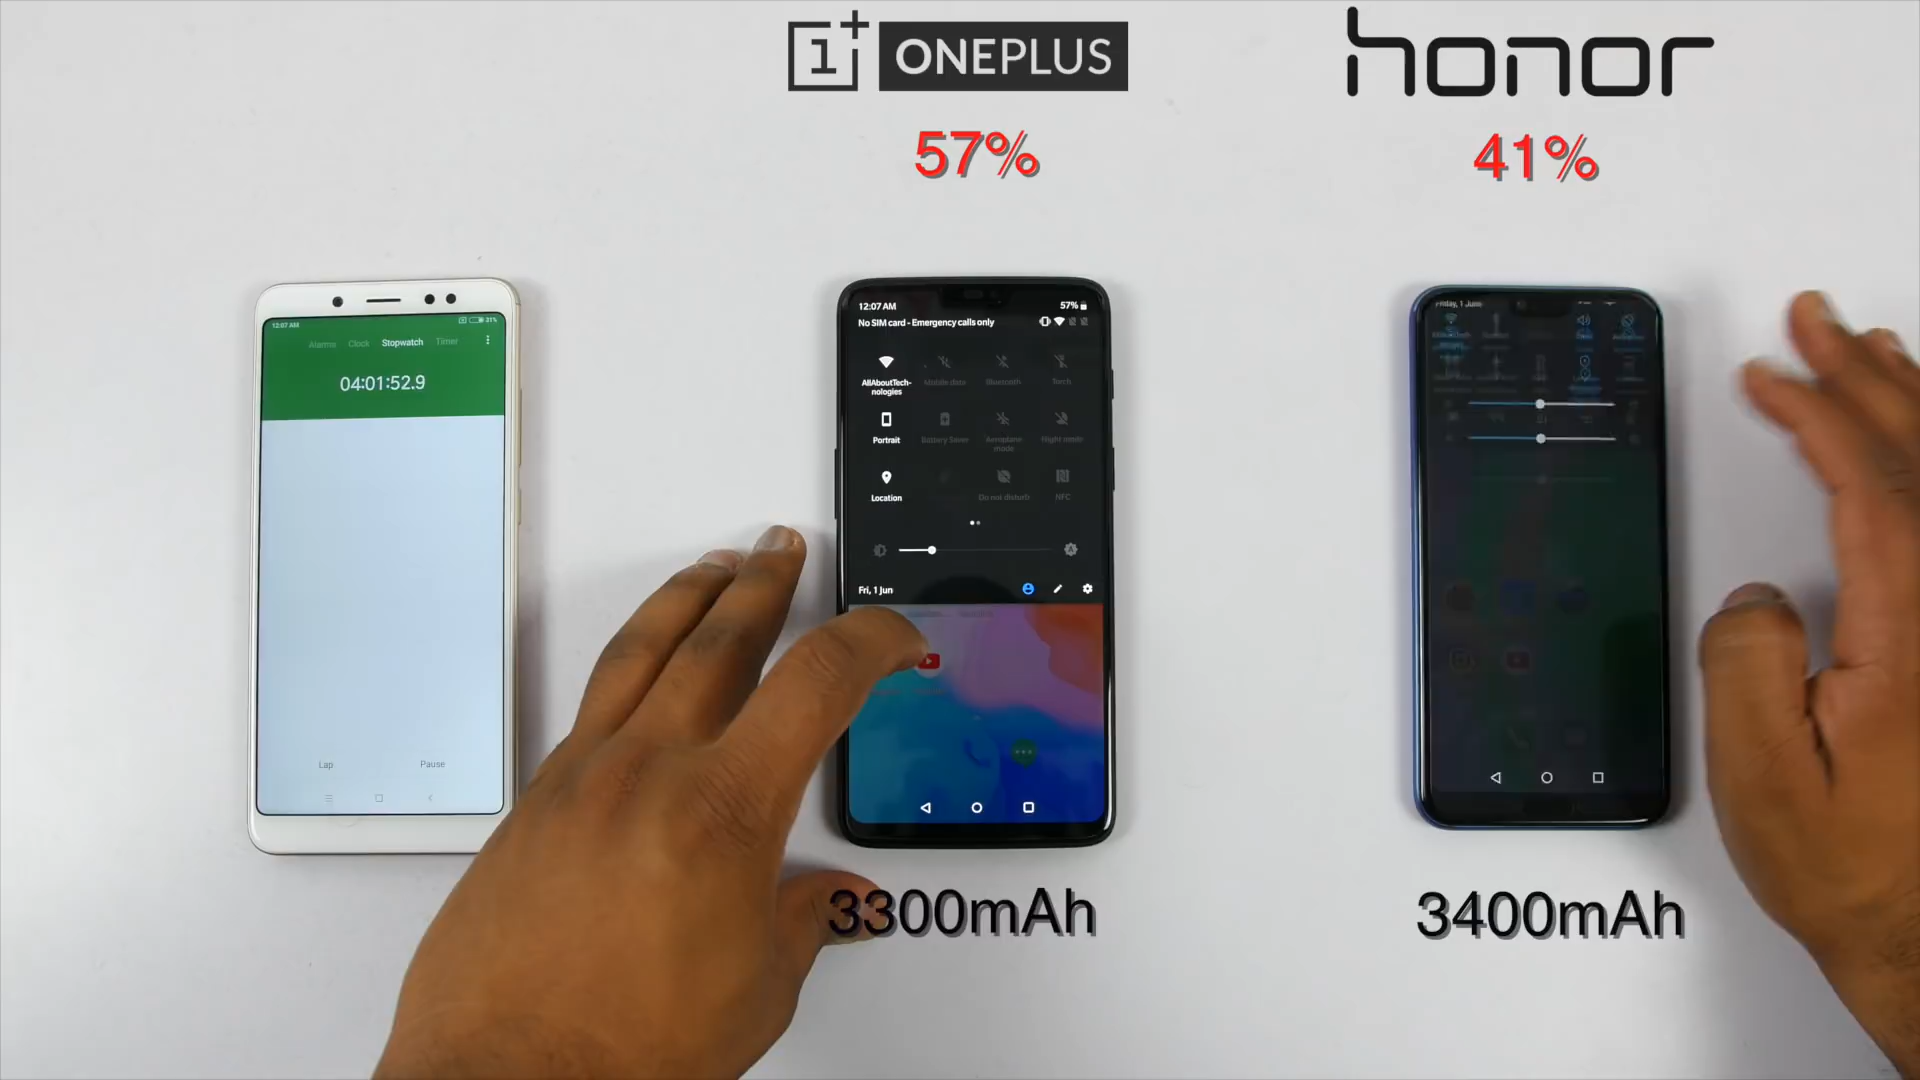 1+ ONEPLUS
honor
57%
41%
12:07 AM
31%
Alarms Clock Stopwatch Timer
04:01:52.9
Lap Pause
12:07 AM 57%
No SIM card - Emergency calls only
AllAboutTech-
nologies
Mobile data Bluetooth Torch
Portrait Battery Saver Aeroplane
mode
Night mode
Location Do not disturb NFC
Fri, 1 Jun
Friday, 1 June
3300mAh
3400mAh